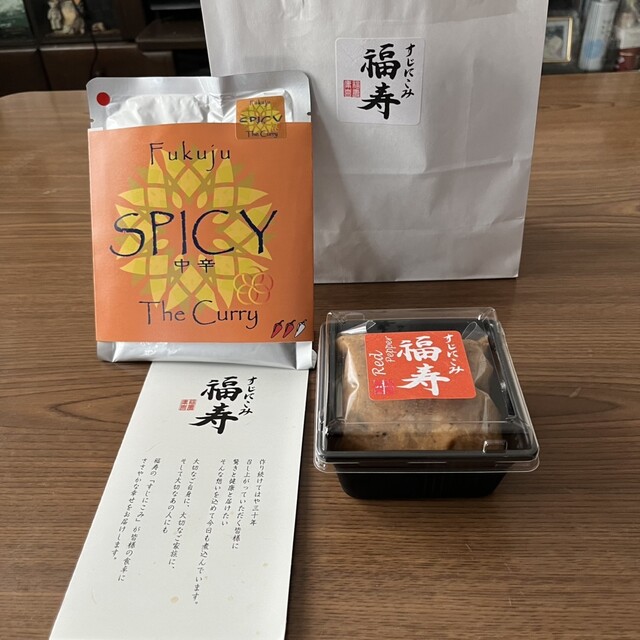 すじにこみ
福寿
Fukuju
SPICY
The Curry
Fukuju
SPICY
中辛
The Curry
すじにこみ
福寿
Red
Pepper
すじにこみ
福寿
作り続けてはや三十年
召し上がっていただく皆様に
驚きと健康と届けたい
そんな想いを込めて今日も煮込んでいます。
大切なご自身に、大切なご家族に、
そして大切なあの人にも
福寿の「すじにこみ」が皆様の食卓に
ささやかな幸せをお届けします。